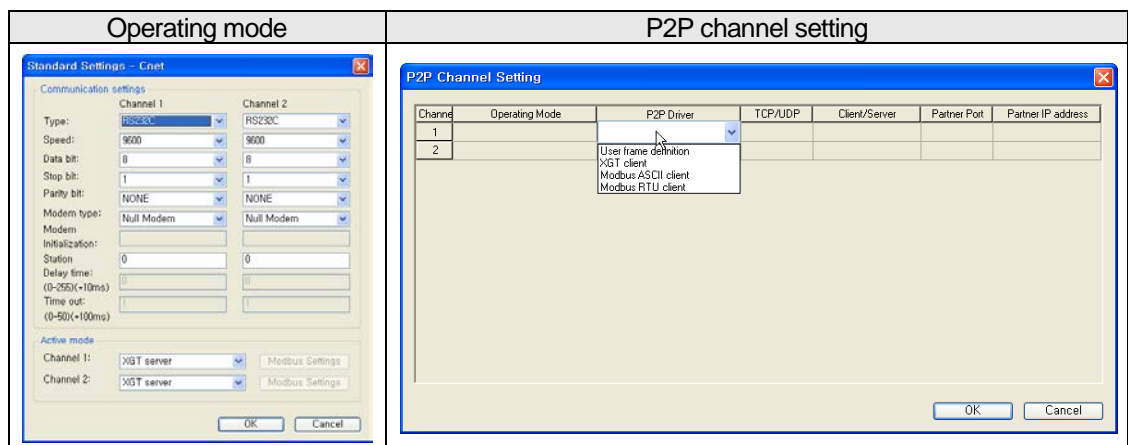 Operating mode
P2P channel setting
Standard Settings - Cnet
Communication settings
Channel 1 Channel 2
Type: RS232C RS232C
Speed: 9600 9600
Data bit: 8 8
Stop bit: 1 1
Parity bit: NONE NONE
Modem type: Null Modem Null Modem
Modem
Initialization:
Station 0 0
Delay time:
(0-255)(*10ms) 0 0
Time out:
(0-50)(*100ms) 1 1
Active mode
Channel 1: XGT server Modbus Settings
Channel 2: XGT server Modbus Settings
OK Cancel
P2P Channel Setting
Channe Operating Mode P2P Driver TCP/UDP Client/Server Partner Port Partner IP address
1
2
User frame definition
XGT client
Modbus ASCII client
Modbus RTU client
OK Cancel